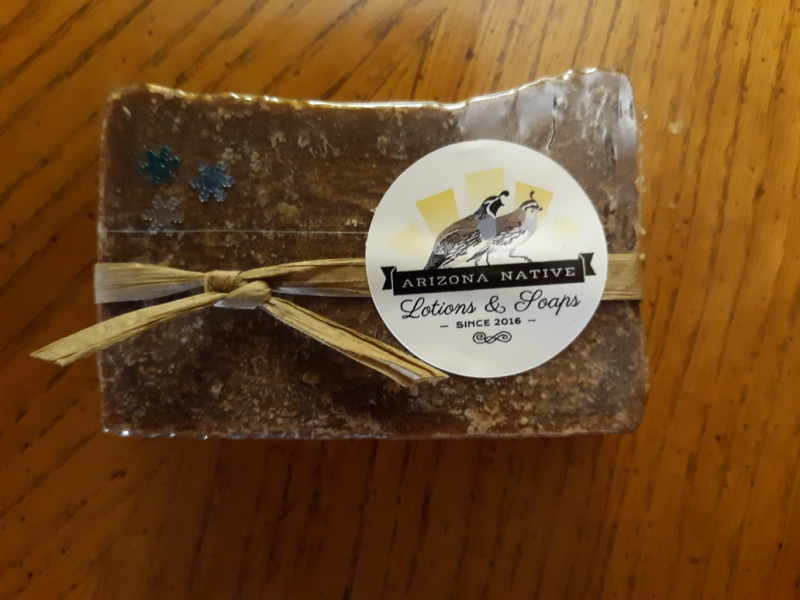 ARIZONA NATIVE
Lotions & Soaps
— SINCE 2016 —